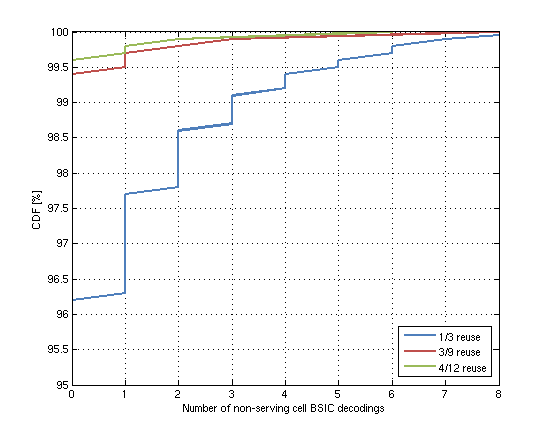 100
99.5
99
98.5
98
97.5
97
96.5
96
95.5
95
CDF [%]
0 1 2 3 4 5 6 7 8
Number of non-serving cell BSIC decodings
1/3 reuse
3/9 reuse
4/12 reuse